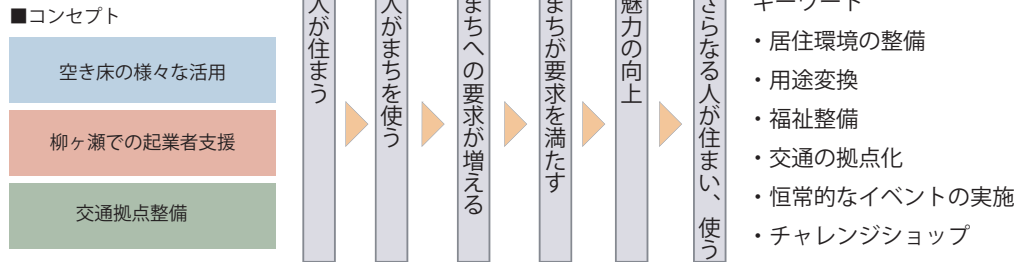 ■コンセプト
空き床の様々な活用
柳ヶ瀬での起業者支援
交通拠点整備
人が住まう
人がまちを使う
まちへの要求が増える
まちが要求を満たす
魅力の向上
さらなる人が住まい、使う
キーワード
・居住環境の整備
・用途変換
・福祉整備
・交通の拠点化
・恒常的なイベントの実施
・チャレンジショップ